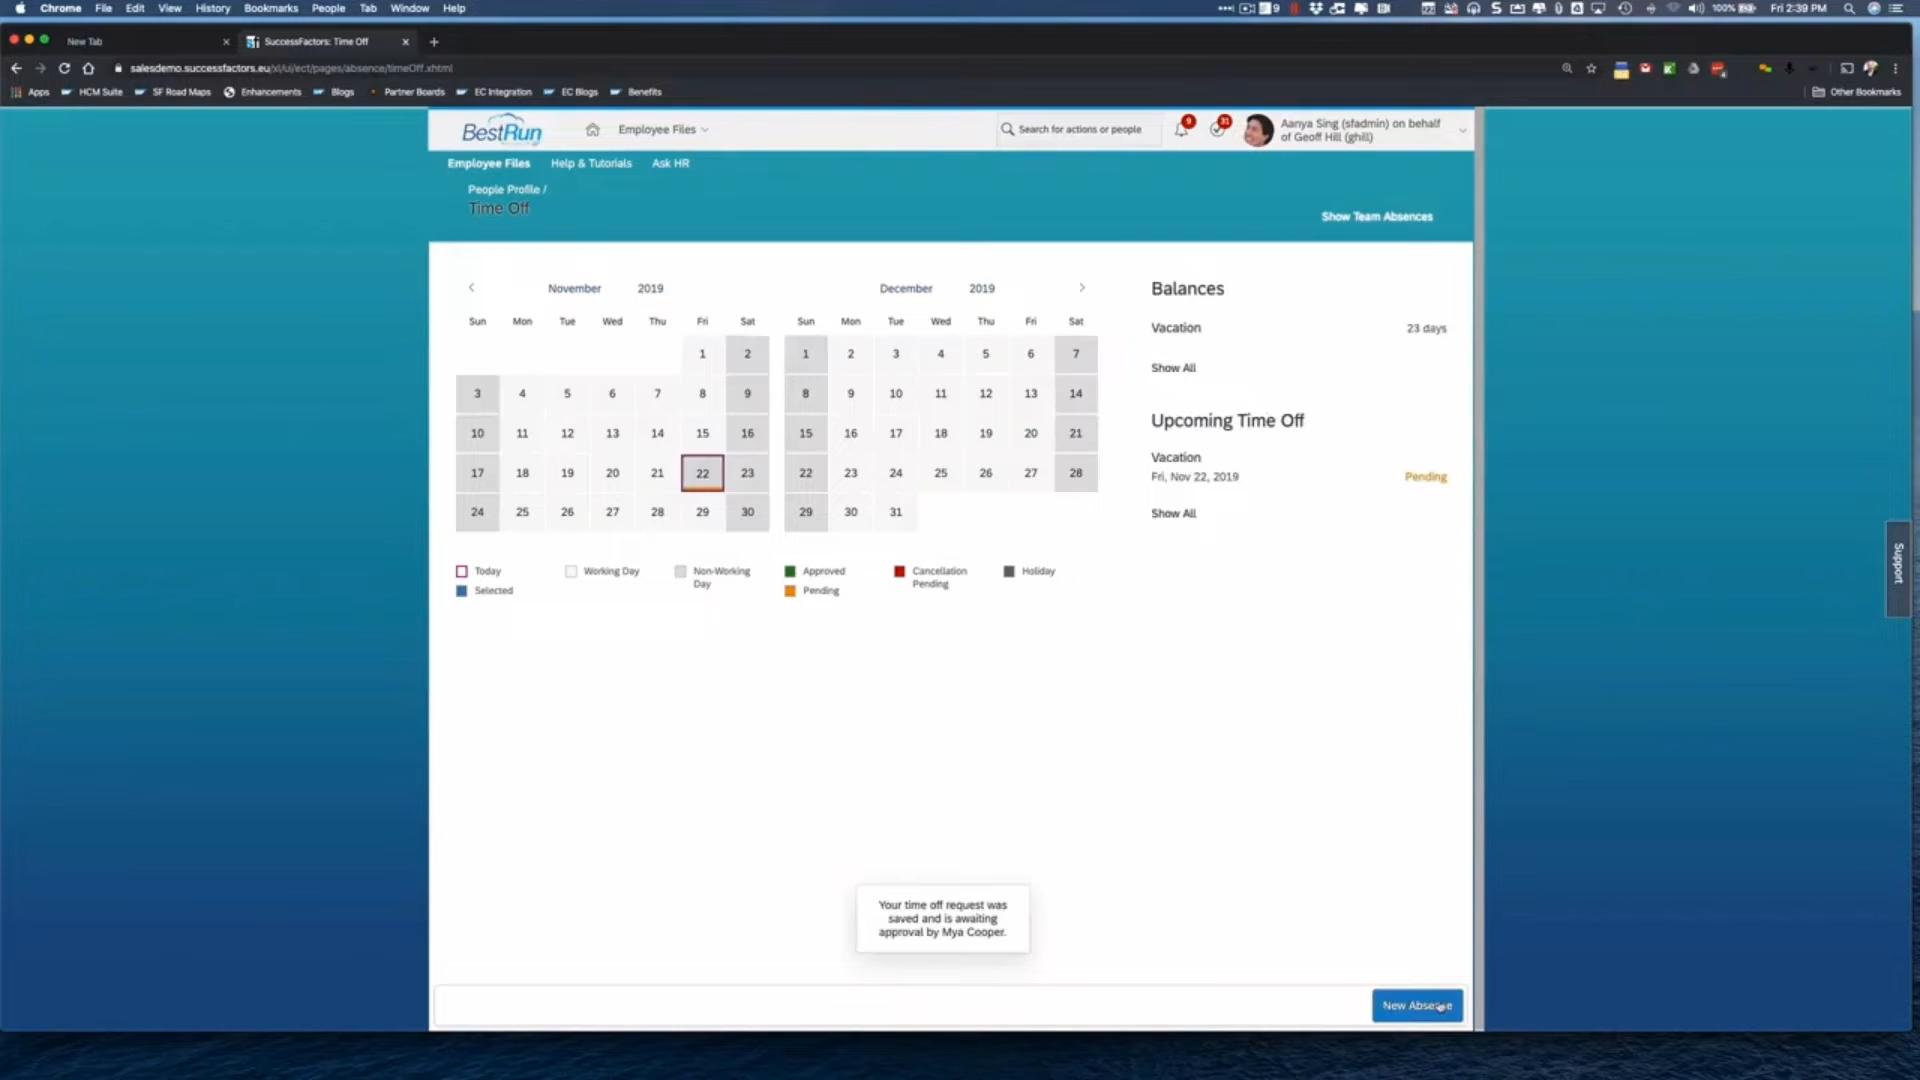 Chrome File Edit View History Bookmarks People Tab Window Help
9 100% Fri 2:39 PM
New Tab
SuccessFactors: Time Off
salesdemo.successfactors.eu/xi/ui/ect/pages/absence/timeOff.xhtml
Apps HCM Suite SF Road Maps Enhancements Blogs Partner Boards EC Integration EC Blogs Benefits Other Bookmarks
BestRun
Employee Files
Search for actions or people
9
31
Aanya Sing (sfadmin) on behalf
of Geoff Hill (ghill)
Employee Files Help & Tutorials Ask HR
People Profile /
Time Off
Show Team Absences
November 2019
Sun Mon Tue Wed Thu Fri Sat
1 2
3 4 5 6 7 8 9
10 11 12 13 14 15 16
17 18 19 20 21 22 23
24 25 26 27 28 29 30
December 2019
Sun Mon Tue Wed Thu Fri Sat
1 2 3 4 5 6 7
8 9 10 11 12 13 14
15 16 17 18 19 20 21
22 23 24 25 26 27 28
29 30 31
Today
Working Day
Non-Working
Day
Approved
Cancellation
Pending
Holiday
Selected
Pending
Balances
Vacation 23 days
Show All
Upcoming Time Off
Vacation
Fri, Nov 22, 2019 Pending
Show All
Support
Your time off request was
saved and is awaiting
approval by Mya Cooper.
New Absence